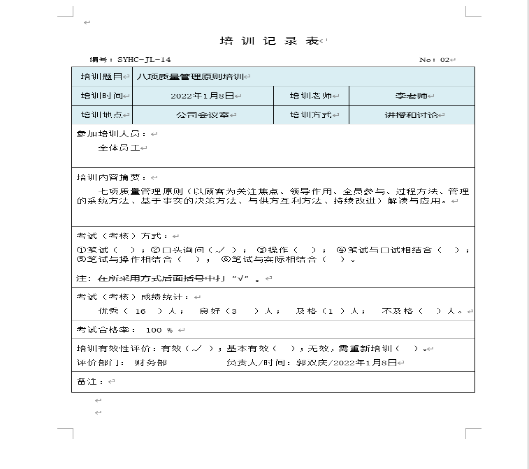 培 训 记 录 表
编号：SYHC-JL-14 No：02
培训题目 八项质量管理原则培训
培训时间 2022年1月8日 培训老师 李老师
培训地点 公司会议室 培训方式 讲授和讨论
参加培训人员：
全体员工
培训内容摘要：
七项质量管理原则（以顾客为关注焦点、领导作用、全员参与、过程方法、管理
的系统方法、基于事实的决策方法、与供方互利方法、持续改进）解读与应用。
考试（考核）方式：
①笔试（ ）；②口头询问（✓）； ③操作（ ）； ④笔试与口试相结合（ ）；
⑤笔试与操作相结合（ ）； ⑥笔试与实际相结合（ ）。
注：在所采用方式后面括号中打“√”。
考试（考核）成绩统计：
优秀（ 16 ）人； 良好（3 ）人； 及格（1 ）人； 不及格（ ）人。
考试合格率： 100 %
培训有效性评价：有效（✓）；基本有效（ ），无效，需重新培训（ ）。
评价部门： 财务部 负责人/时间：郭双庆/2022年1月8日
备注：